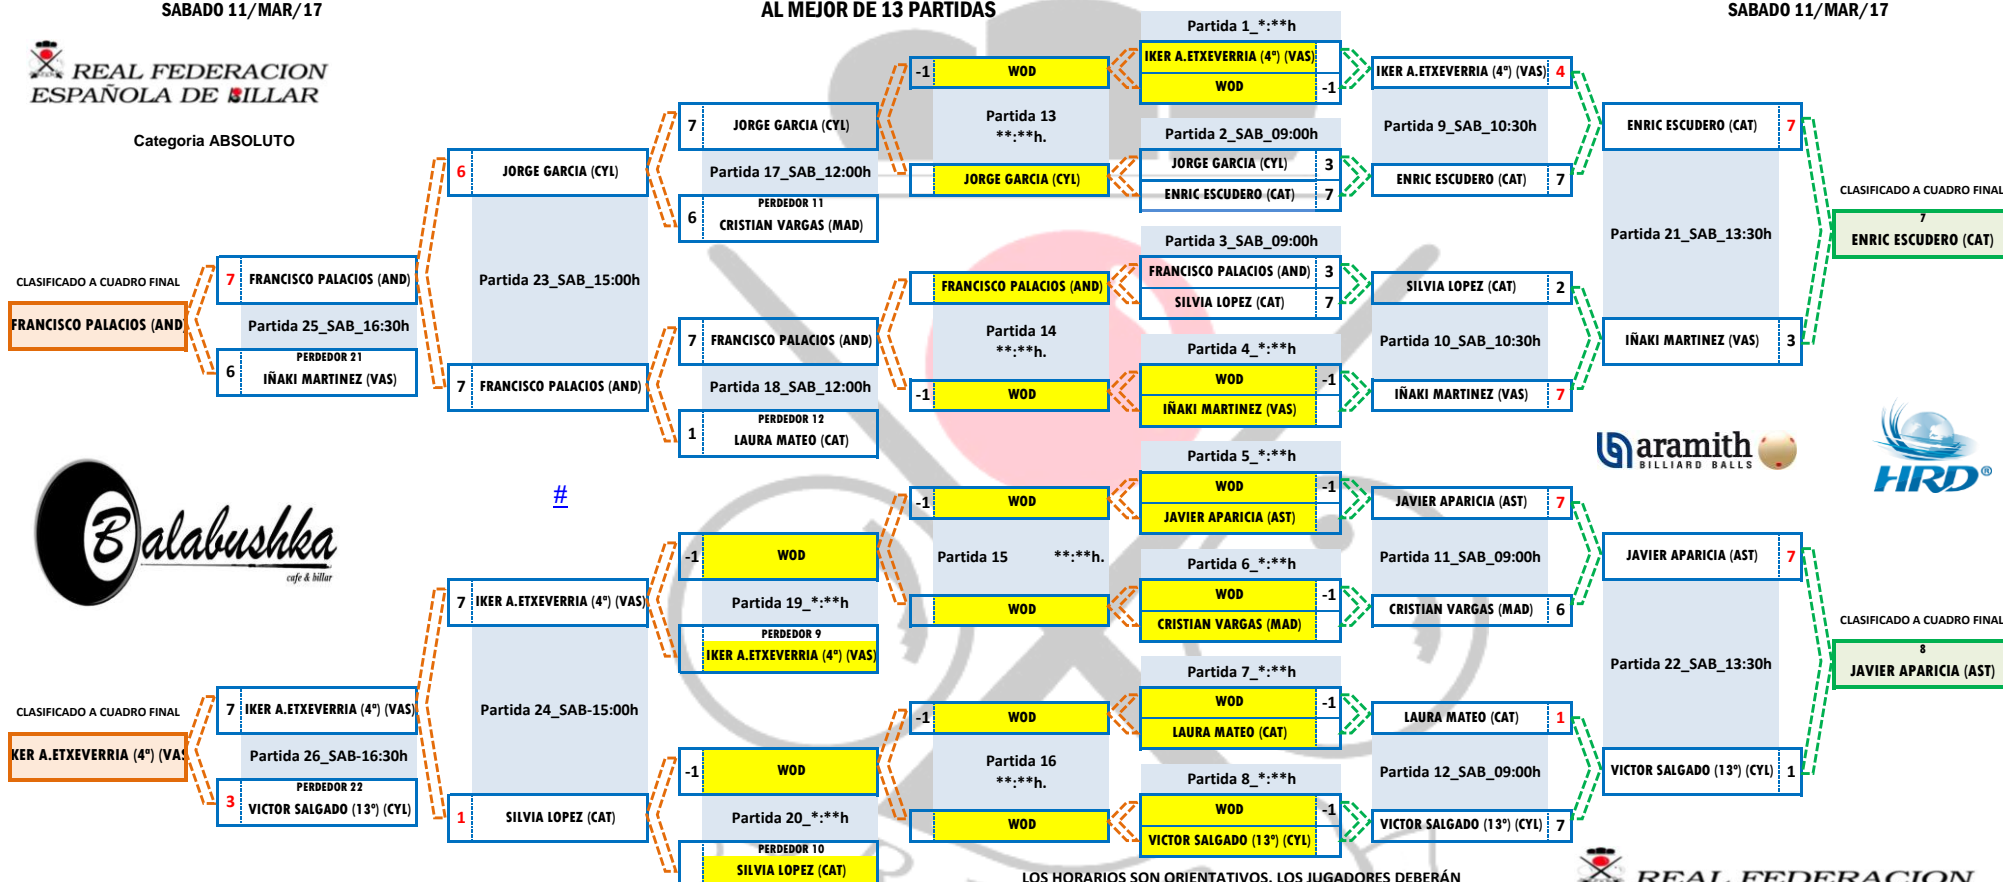 SABADO 11/MAR/17
AL MEJOR DE 13 PARTIDAS
SABADO 11/MAR/17
REAL FEDERACION
ESPAÑOLA DE BILLAR
Categoria ABSOLUTO
CLASIFICADO A CUADRO FINAL
FRANCISCO PALACIOS (AND)
7 FRANCISCO PALACIOS (AND)
Partida 25_SAB_16:30h
PERDEDOR 21
6 IÑAKI MARTINEZ (VAS)
6 JORGE GARCIA (CYL)
Partida 23_SAB_15:00h
7 FRANCISCO PALACIOS (AND)
7 JORGE GARCIA (CYL)
Partida 17_SAB_12:00h
PERDEDOR 11
6 CRISTIAN VARGAS (MAD)
7 FRANCISCO PALACIOS (AND)
Partida 18_SAB_12:00h
PERDEDOR 12
1 LAURA MATEO (CAT)
-1 WOD
Partida 13
**:**h.
JORGE GARCIA (CYL)
FRANCISCO PALACIOS (AND)
Partida 14
**:**h.
-1 WOD
Partida 1_*:**h
IKER A.ETXEVERRIA (4º) (VAS)
WOD -1
Partida 2_SAB_09:00h
JORGE GARCIA (CYL) 3
ENRIC ESCUDERO (CAT) 7
Partida 3_SAB_09:00h
FRANCISCO PALACIOS (AND) 3
SILVIA LOPEZ (CAT) 7
Partida 4_*:**h
WOD -1
IÑAKI MARTINEZ (VAS)
IKER A.ETXEVERRIA (4º) (VAS) 4
Partida 9_SAB_10:30h
ENRIC ESCUDERO (CAT) 7
SILVIA LOPEZ (CAT) 2
Partida 10_SAB_10:30h
IÑAKI MARTINEZ (VAS) 7
ENRIC ESCUDERO (CAT) 7
Partida 21_SAB_13:30h
IÑAKI MARTINEZ (VAS) 3
CLASIFICADO A CUADRO FINAL
7
ENRIC ESCUDERO (CAT)
aramith
BILLIARD BALLS
HRD®
Balabushka
cafe & billar
#
CLASIFICADO A CUADRO FINAL
KER A.ETXEVERRIA (4º) (VAS
7 IKER A.ETXEVERRIA (4º) (VAS)
Partida 26_SAB-16:30h
PERDEDOR 22
3 VICTOR SALGADO (13º) (CYL)
7 IKER A.ETXEVERRIA (4º) (VAS)
Partida 24_SAB-15:00h
1 SILVIA LOPEZ (CAT)
-1 WOD
Partida 19_*:**h
PERDEDOR 9
IKER A.ETXEVERRIA (4º) (VAS)
-1 WOD
Partida 20_*:**h
PERDEDOR 10
SILVIA LOPEZ (CAT)
-1 WOD
Partida 15 **:**h.
WOD
-1 WOD
Partida 16
**:**h.
WOD
Partida 5_*:**h
WOD -1
JAVIER APARICIA (AST)
Partida 6_*:**h
WOD -1
CRISTIAN VARGAS (MAD)
Partida 7_*:**h
WOD -1
LAURA MATEO (CAT)
Partida 8_*:**h
WOD -1
VICTOR SALGADO (13º) (CYL)
JAVIER APARICIA (AST) 7
Partida 11_SAB_09:00h
CRISTIAN VARGAS (MAD) 6
LAURA MATEO (CAT) 1
Partida 12_SAB_09:00h
VICTOR SALGADO (13º) (CYL) 7
JAVIER APARICIA (AST) 7
Partida 22_SAB_13:30h
VICTOR SALGADO (13º) (CYL) 1
CLASIFICADO A CUADRO FINAL
8
JAVIER APARICIA (AST)
LOS HORARIOS SON ORIENTATIVOS. LOS JUGADORES DEBERÁN
REAL FEDERACION